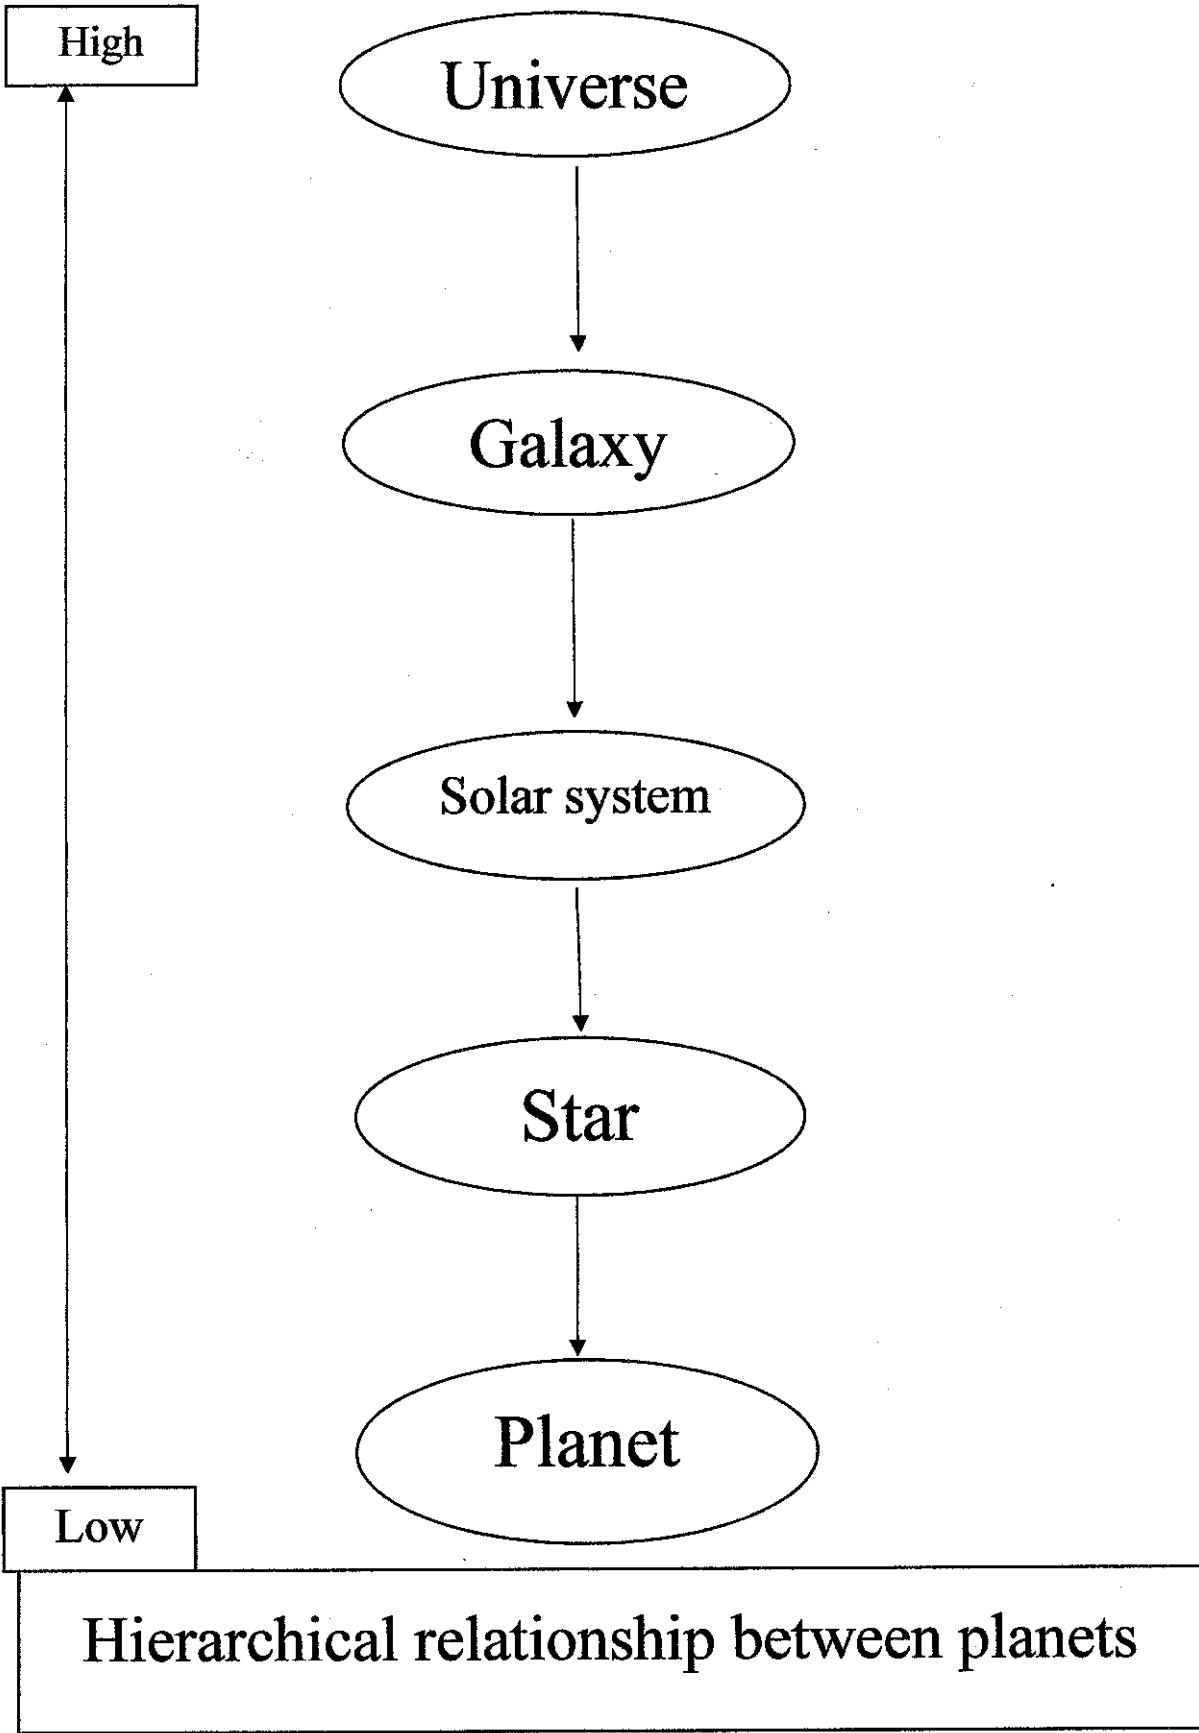 High
Universe
Galaxy
Solar system
Star
Planet
Low
Hierarchical relationship between planets